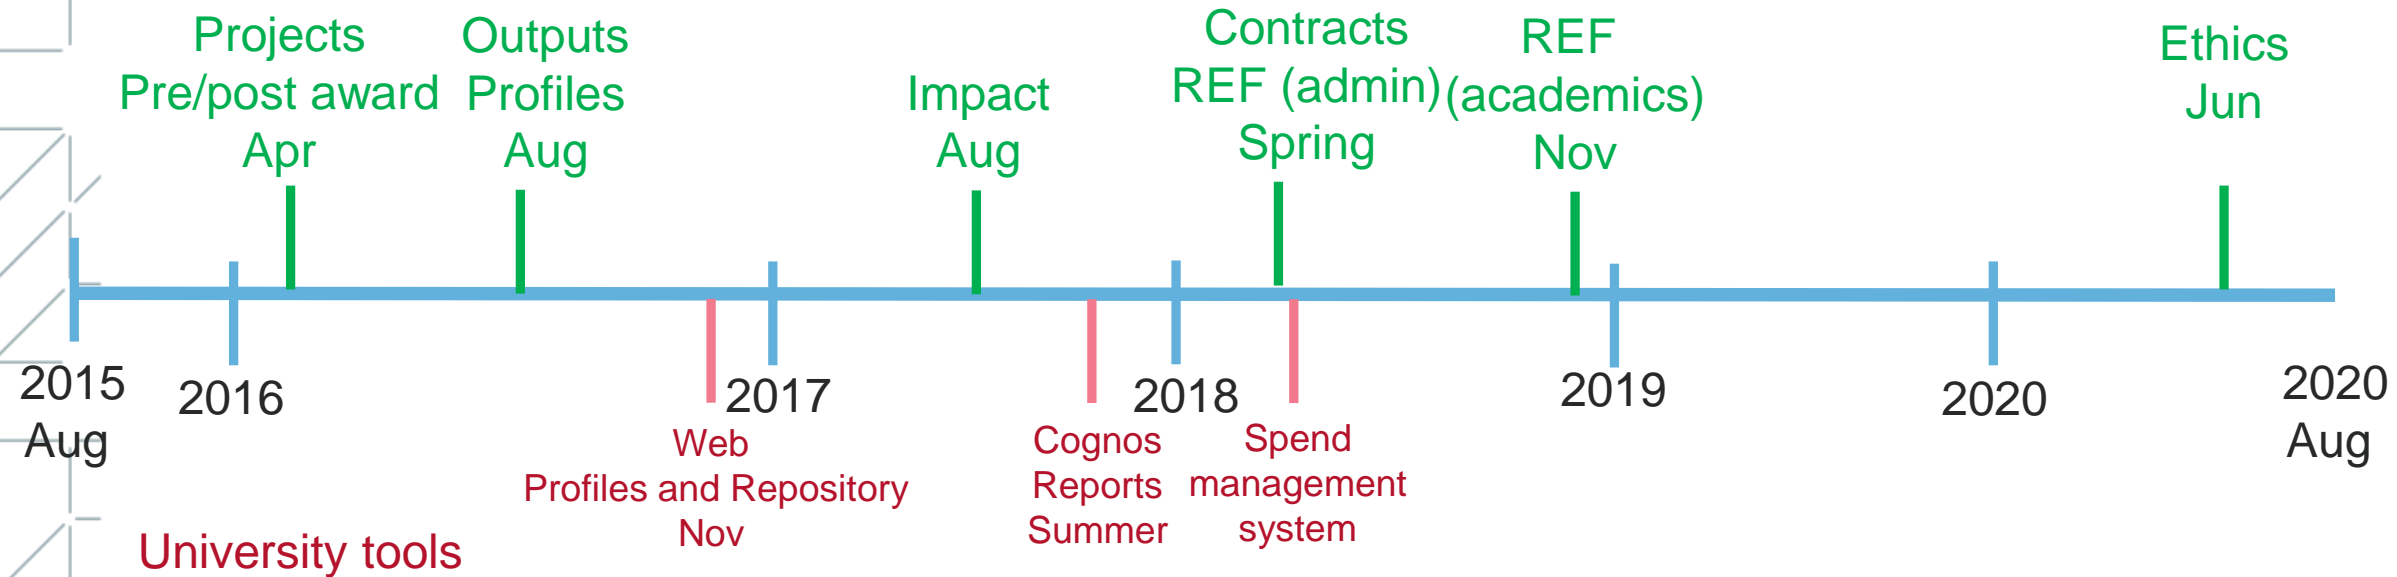 Projects
Pre/post award
Apr
Outputs
Profiles
Aug
Impact
Aug
Contracts
REF (admin)
Spring
REF
(academics)
Nov
Ethics
Jun
2015
Aug
2016
2017
2018
2019
2020
2020
Aug
Web
Profiles and Repository
Nov
Cognos
Reports
Summer
Spend
management
system
University tools